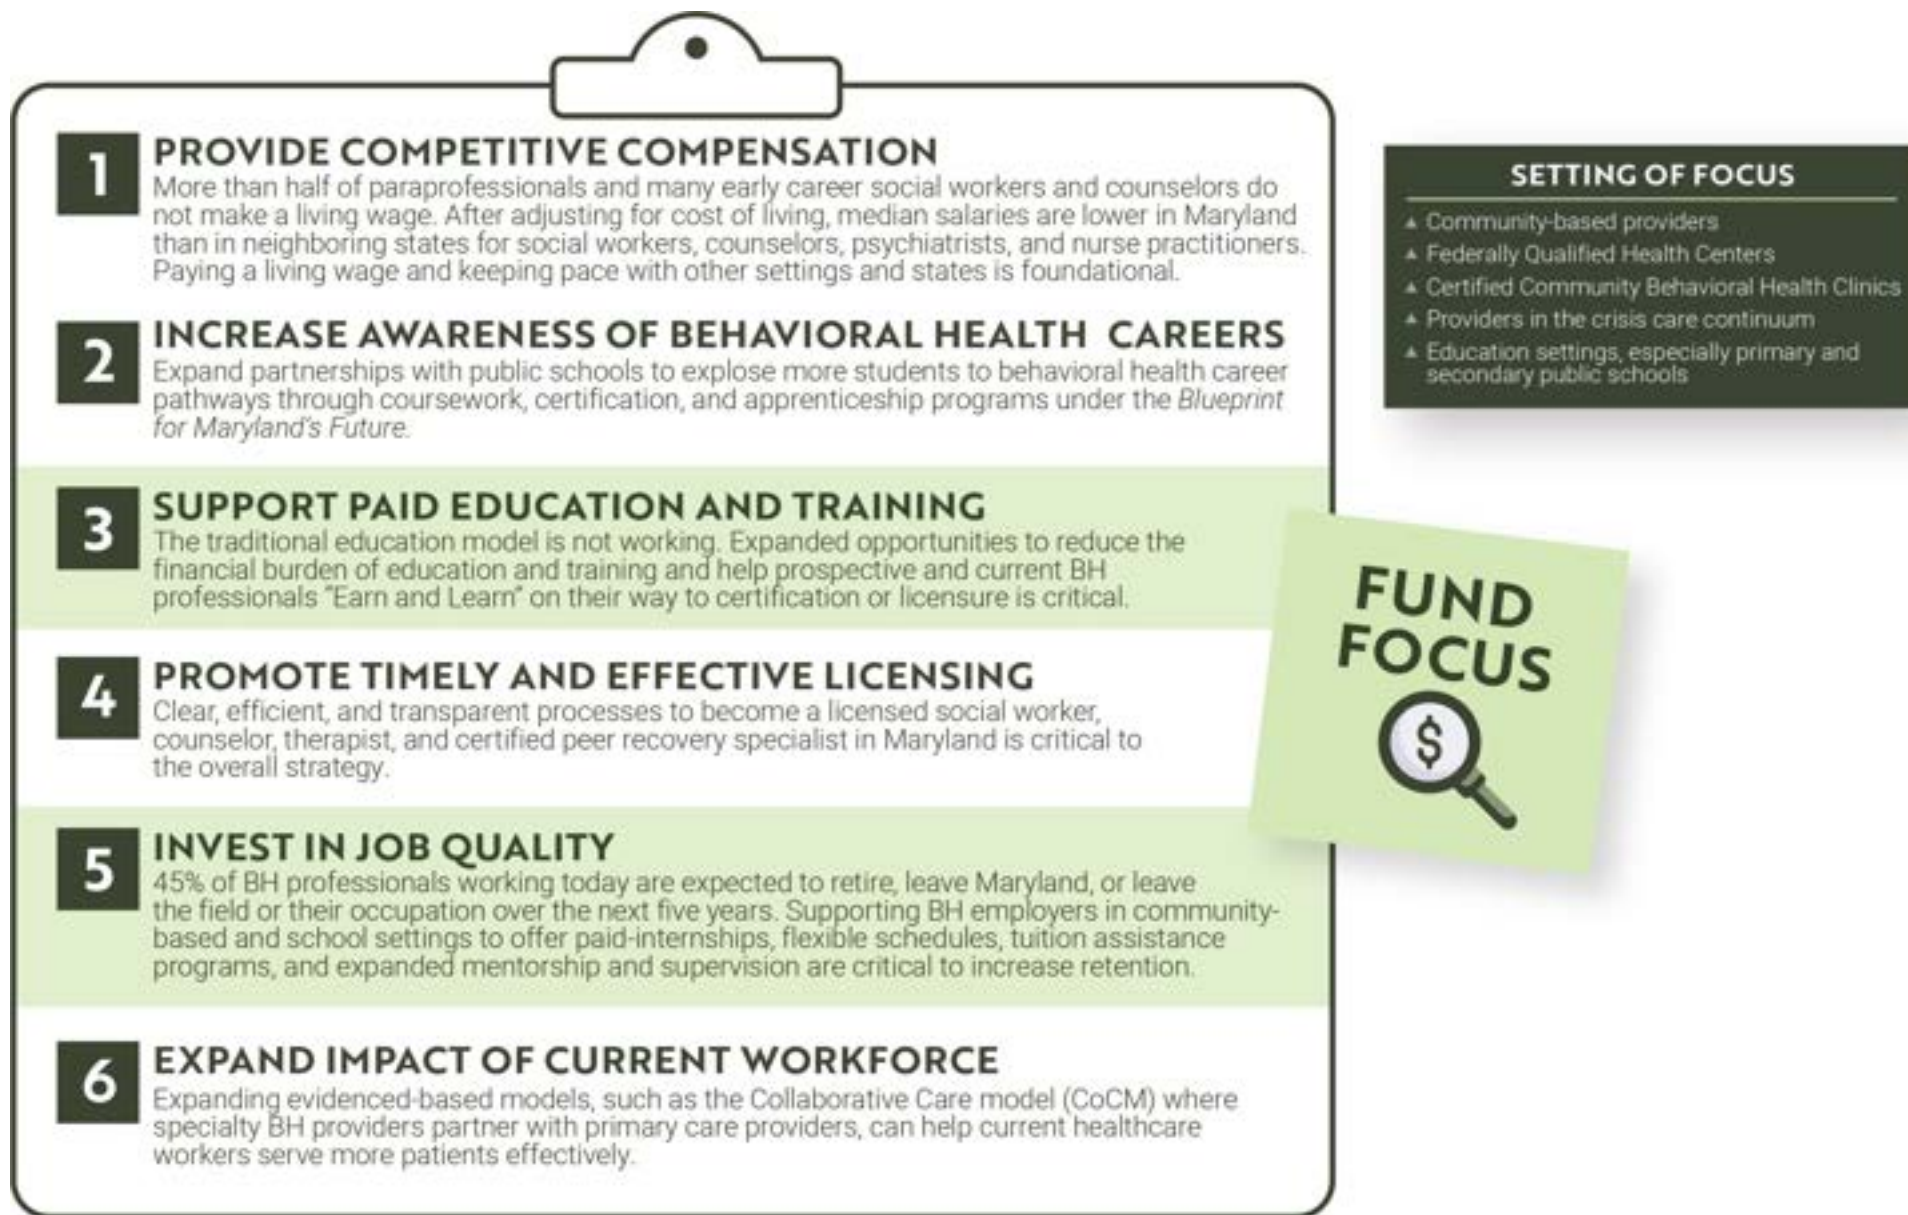 1
PROVIDE COMPETITIVE COMPENSATION
More than half of paraprofessionals and many early career social workers and counselors do
not make a living wage. After adjusting for cost of living, median salaries are lower in Maryland
than in neighboring states for social workers, counselors, psychiatrists, and nurse practitioners.
Paying a living wage and keeping pace with other settings and states is foundational.
2
INCREASE AWARENESS OF BEHAVIORAL HEALTH CAREERS
Expand partnerships with public schools to explose more students to behavioral health career
pathways through coursework, certification, and apprenticeship programs under the Blueprint
for Maryland's Future.
3
SUPPORT PAID EDUCATION AND TRAINING
The traditional education model is not working. Expanded opportunities to reduce the
financial burden of education and training and help prospective and current BH
professionals "Earn and Learn" on their way to certification or licensure is critical.
4
PROMOTE TIMELY AND EFFECTIVE LICENSING
Clear, efficient, and transparent processes to become a licensed social worker,
counselor, therapist, and certified peer recovery specialist in Maryland is critical to
the overall strategy.
5
INVEST IN JOB QUALITY
45% of BH professionals working today are expected to retire, leave Maryland, or leave
the field or their occupation over the next five years. Supporting BH employers in community-
based and school settings to offer paid-internships, flexible schedules, tuition assistance
programs, and expanded mentorship and supervision are critical to increase retention.
6
EXPAND IMPACT OF CURRENT WORKFORCE
Expanding evidenced-based models, such as the Collaborative Care model (CoCM) where
specialty BH providers partner with primary care providers, can help current healthcare
workers serve more patients effectively.
SETTING OF FOCUS
Community-based providers
Federally Qualified Health Centers
Certified Community Behavioral Health Clinics
Providers in the crisis care continuum
Education settings, especially primary and
secondary public schools
FUND
FOCUS
$